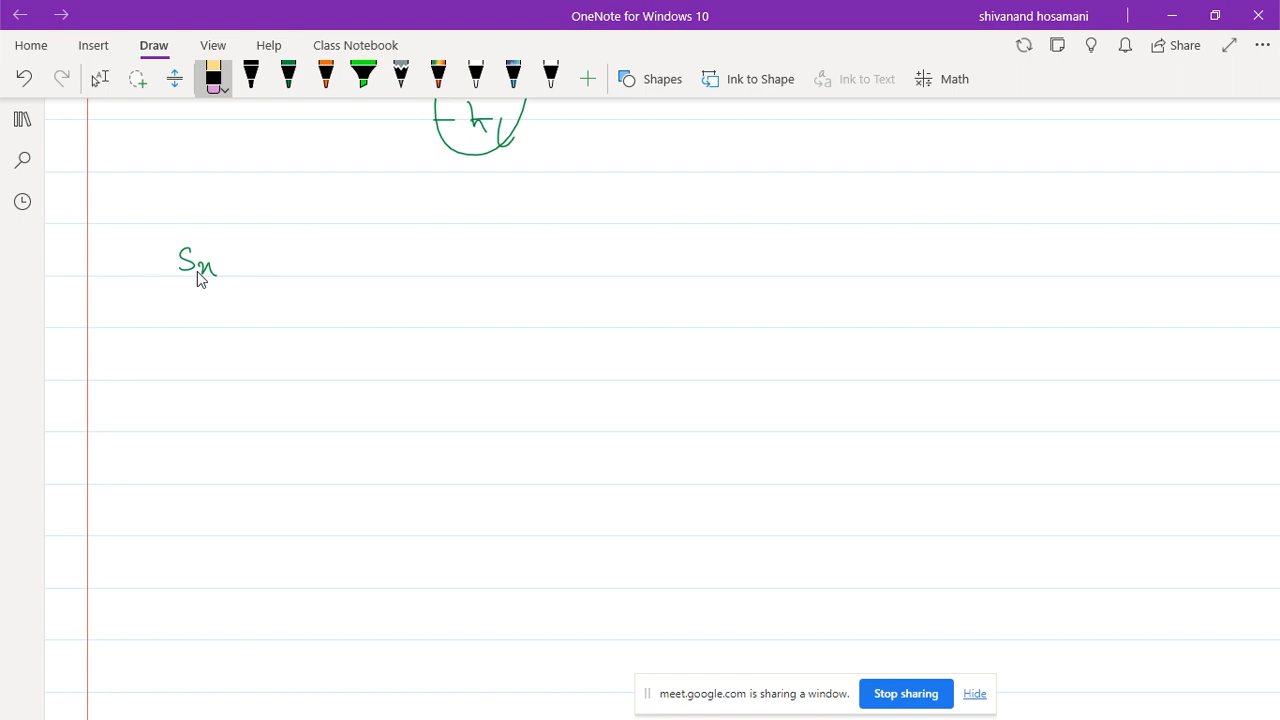 OneNote for Windows 10
shivanand hosamani
Home Insert Draw View Help Class Notebook
Share
Shapes Ink to Shape Ink to Text Math
Sn
meet.google.com is sharing a window. Stop sharing Hide